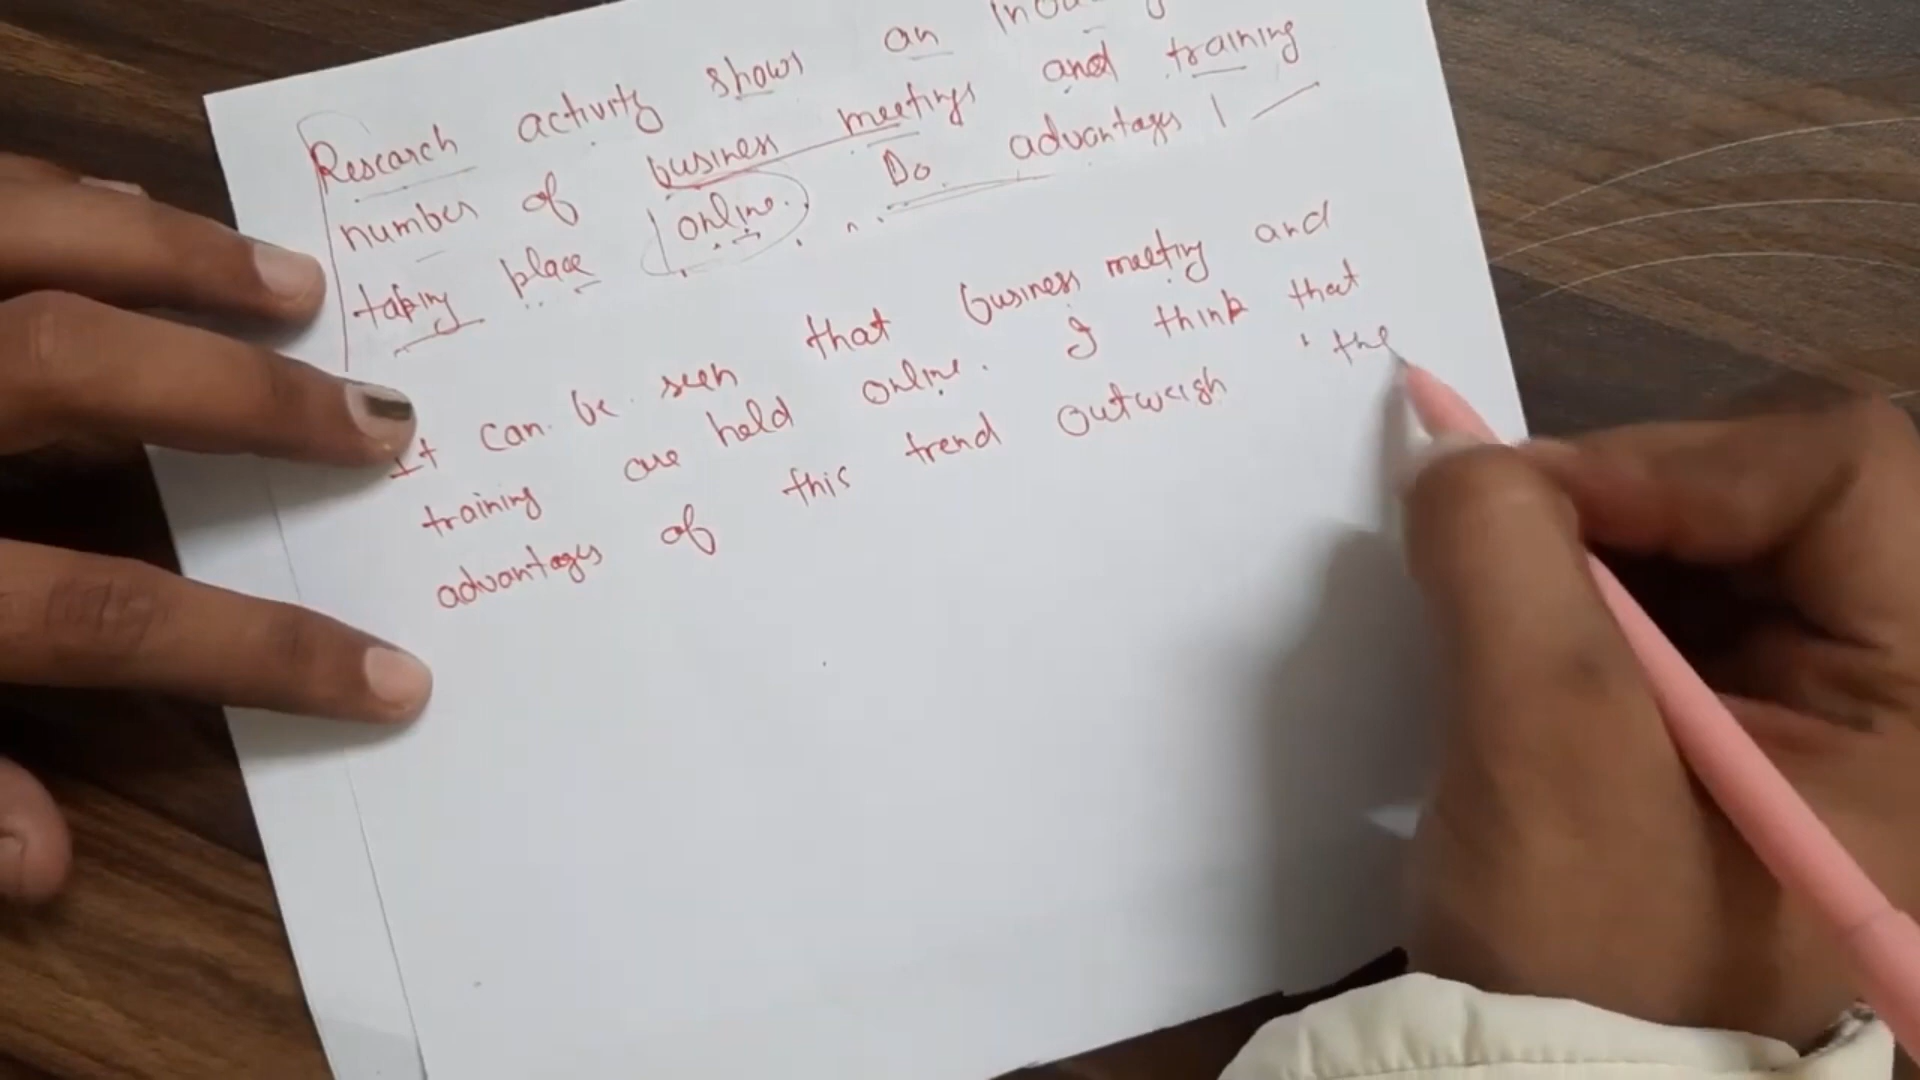 Research activity shows an
number of business meetings and training
taking place online. Do advantages |
It can be seen that business meeting and
training are held online. I think that
advantages of this trend outweigh the